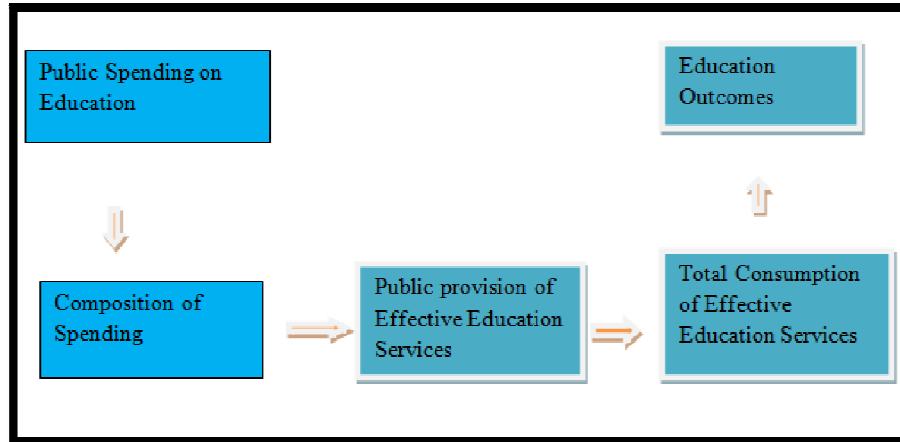 Public Spending on
Education
Education
Outcomes
Composition of
Spending
Public provision of
Effective Education
Services
Total Consumption
of Effective
Education Services